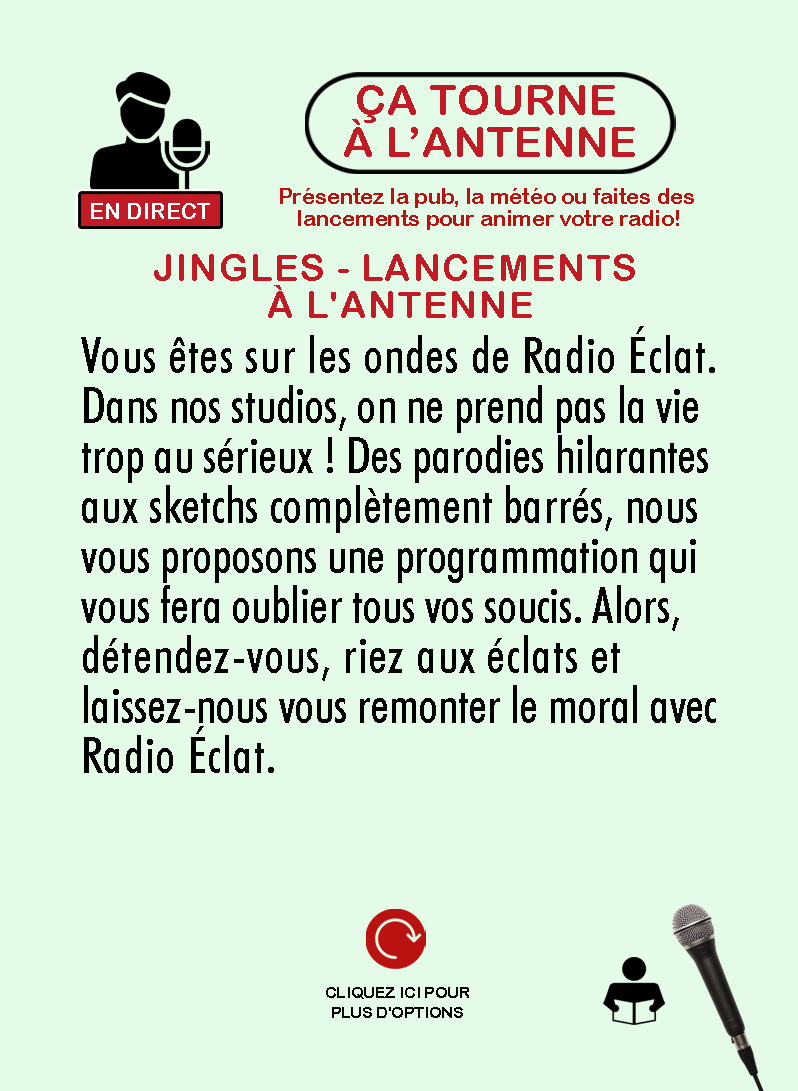 ÇA TOURNE
À L’ANTENNE
EN DIRECT
Présentez la pub, la météo ou faites des
lancements pour animer votre radio!
JINGLES - LANCEMENTS
À L'ANTENNE
Vous êtes sur les ondes de Radio Éclat.
Dans nos studios, on ne prend pas la vie
trop au sérieux ! Des parodies hilarantes
aux sketchs complètement barrés, nous
vous proposons une programmation qui
vous fera oublier tous vos soucis. Alors,
détendez-vous, riez aux éclats et
laissez-nous vous remonter le moral avec
Radio Éclat.
CLIQUEZ ICI POUR
PLUS D'OPTIONS